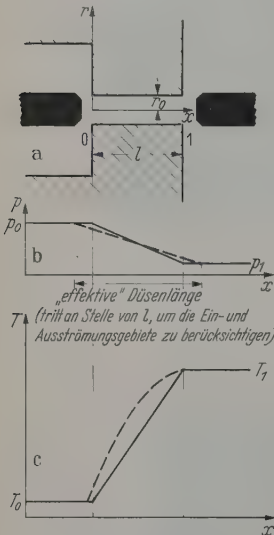 r
r₀
x
a
0
l
1
p
p₀
b
p₁
x
„effektive" Düsenlänge
(tritt an Stelle von l, um die Ein- und
Ausströmungsgebiete zu berücksichtigen)
T
T₁
c
T₀
x